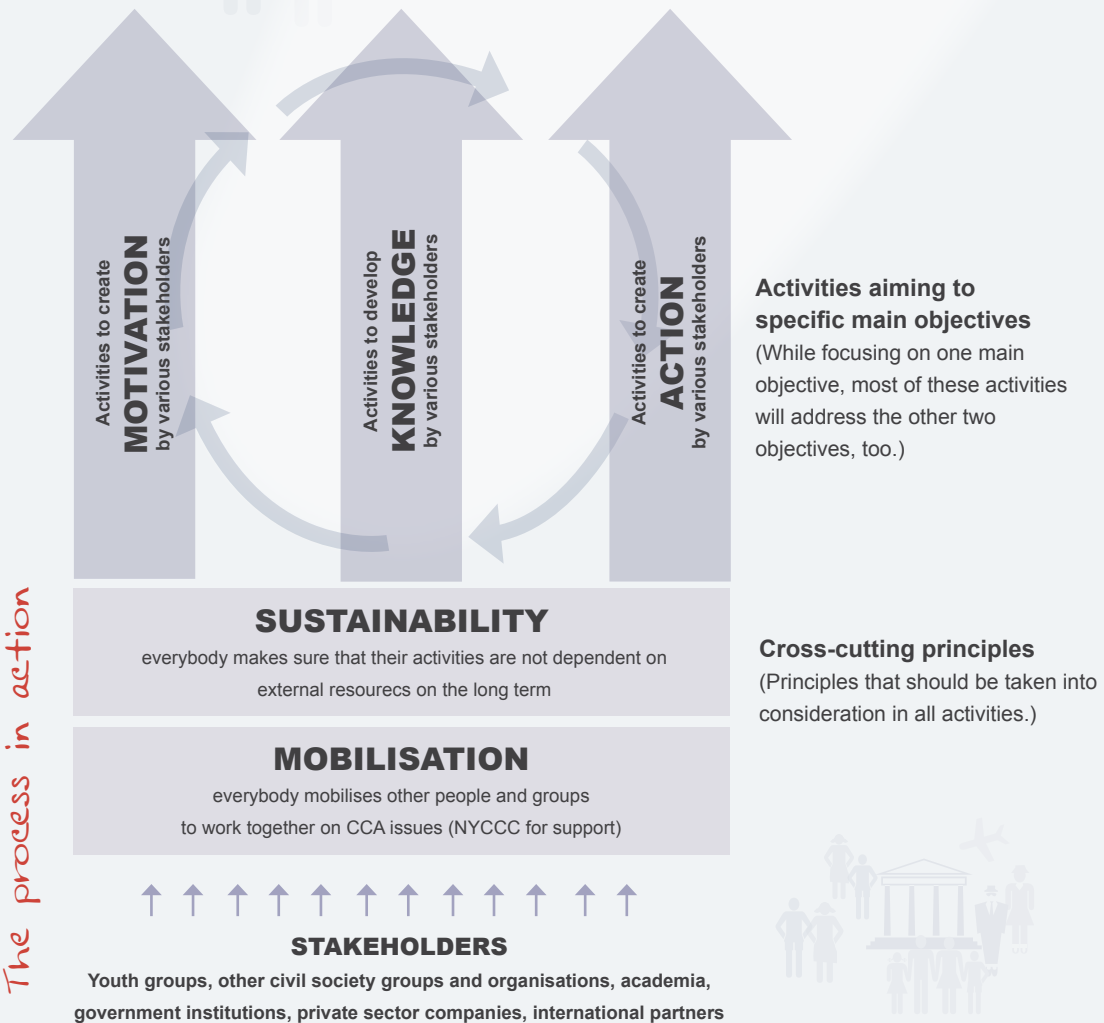 Activities to create
MOTIVATION
by various stakeholders
Activities to develop
KNOWLEDGE
by various stakeholders
Activities to create
ACTION
by various stakeholders
Activities aiming to
specific main objectives
(While focusing on one main
objective, most of these activities
will address the other two
objectives, too.)
SUSTAINABILITY
everybody makes sure that their activities are not dependent on
external resourecs on the long term
Cross-cutting principles
(Principles that should be taken into
consideration in all activities.)
MOBILISATION
everybody mobilises other people and groups
to work together on CCA issues (NYCCC for support)
The process in action
STAKEHOLDERS
Youth groups, other civil society groups and organisations, academia,
government institutions, private sector companies, international partners